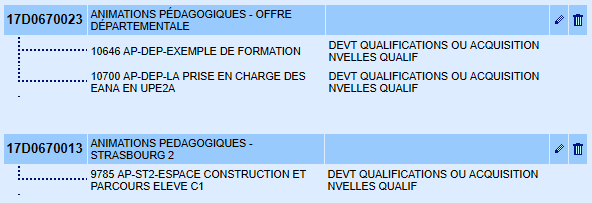 17D0670023 ANIMATIONS PÉDAGOGIQUES - OFFRE
DÉPARTEMENTALE
10646 AP-DEP-EXEMPLE DE FORMATION DEVT QUALIFICATIONS OU ACQUISITION
NVELLES QUALIF
10700 AP-DEP-LA PRISE EN CHARGE DES DEVT QUALIFICATIONS OU ACQUISITION
EANA EN UPE2A NVELLES QUALIF
17D0670013 ANIMATIONS PEDAGOGIQUES -
STRASBOURG 2
9785 AP-ST2-ESPACE CONSTRUCTION ET DEVT QUALIFICATIONS OU ACQUISITION
PARCOURS ELEVE C1 NVELLES QUALIF